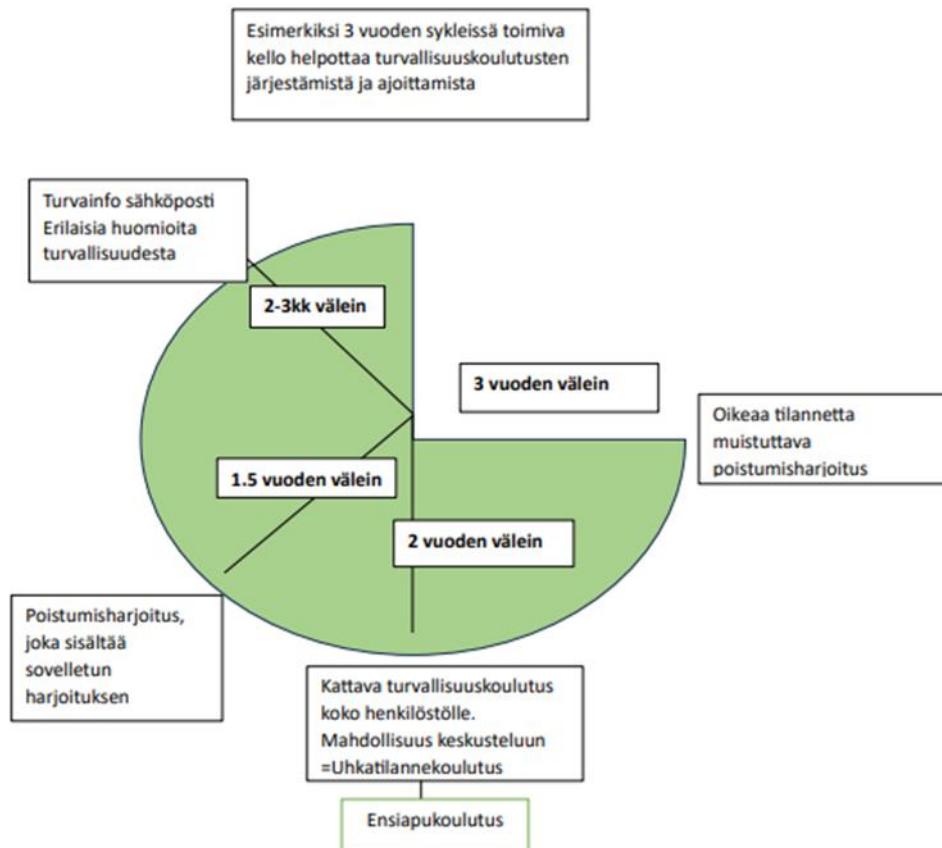 Esimerkiksi 3 vuoden sykleissä toimiva
kello helpottaa turvallisuuskoulutusten
järjestämistä ja ajoittamista
Turvainfo sähköposti
Erilaisia huomioita
turvallisuudesta
2-3kk välein
3 vuoden välein
Oikeaa tilannetta
muistuttava
poistumisharjoitus
1.5 vuoden välein
2 vuoden välein
Poistumisharjoitus,
joka sisältää
sovelletun
harjoituksen
Kattava turvallisuuskoulutus
koko henkilöstölle.
Mahdollisuus keskusteluun
=Uhkatilannekoulutus
Ensiapukoulutus